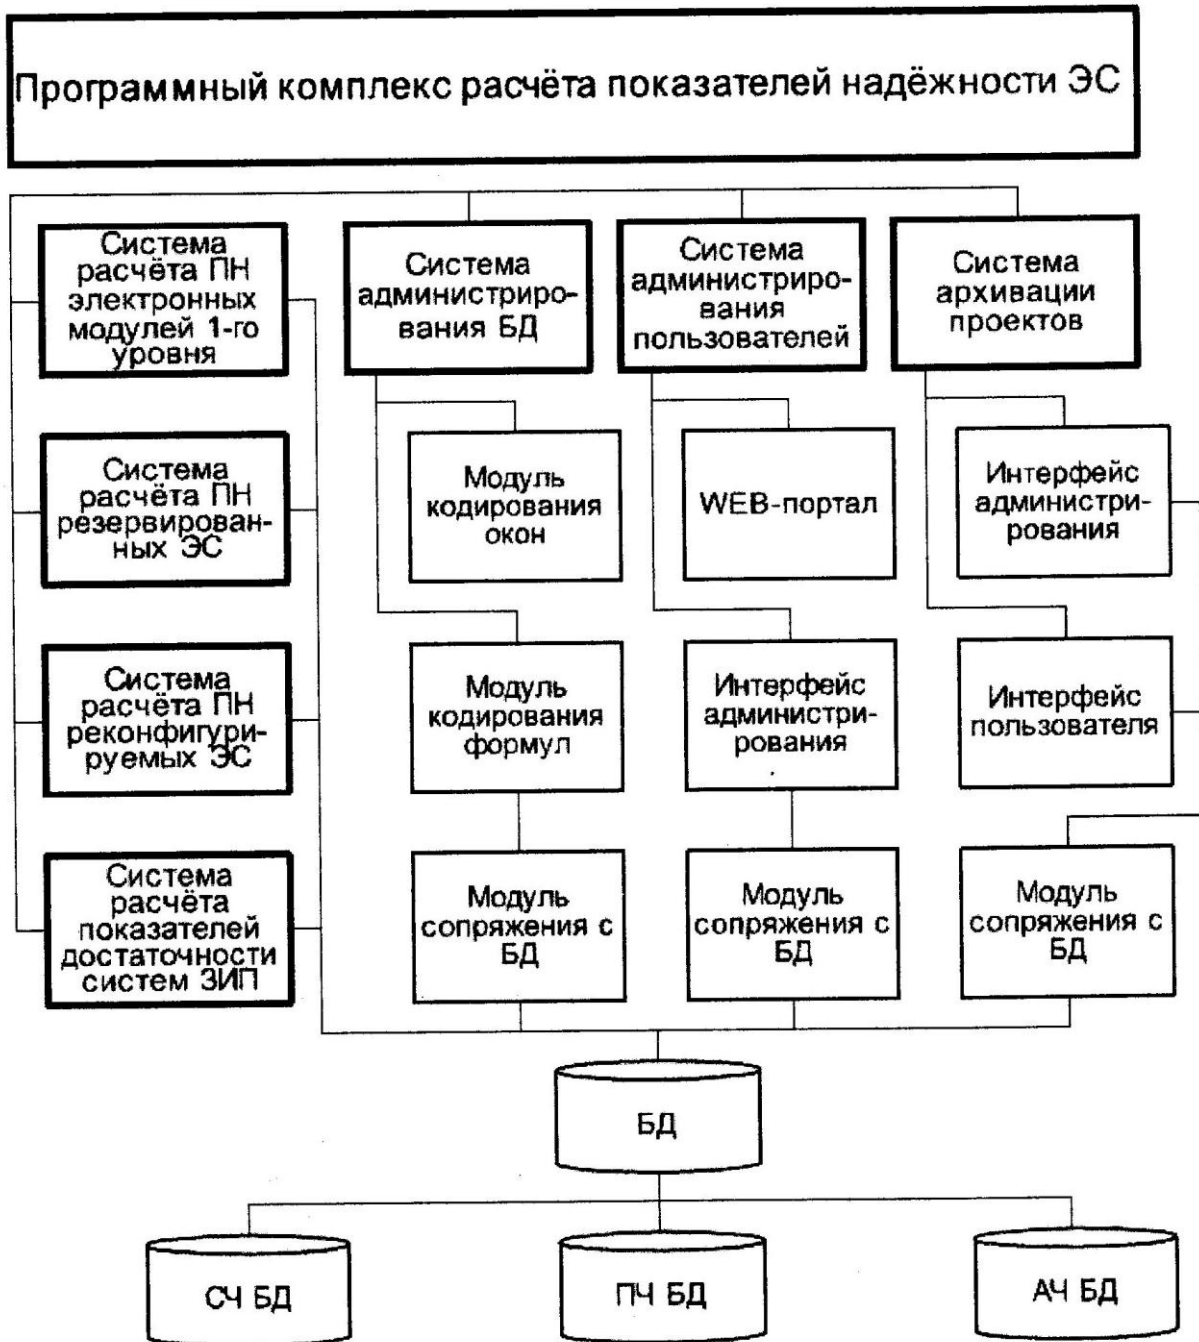 Программный комплекс расчёта показателей надёжности ЭС
Система
расчёта ПН
электронных
модулей 1-го
уровня
Система
администриро-
вания БД
Система
администриро-
вания
пользователей
Система
архивации
проектов
Система
расчёта ПН
резервирован-
ных ЭС
Модуль
кодирования
окон
WEB-портал
Интерфейс
администри-
рования
Система
расчёта ПН
реконфигури-
руемых ЭС
Модуль
кодирования
формул
Интерфейс
администри-
рования
Интерфейс
пользователя
Система
расчёта
показателей
достаточности
систем ЗИП
Модуль
сопряжения с
БД
Модуль
сопряжения с
БД
Модуль
сопряжения с
БД
БД
СЧ БД
ПЧ БД
АЧ БД